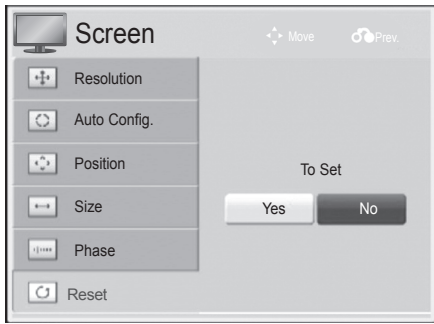 Screen
Move Prev.
Resolution
Auto Config.
Position
Size
Phase
Reset
To Set
Yes No